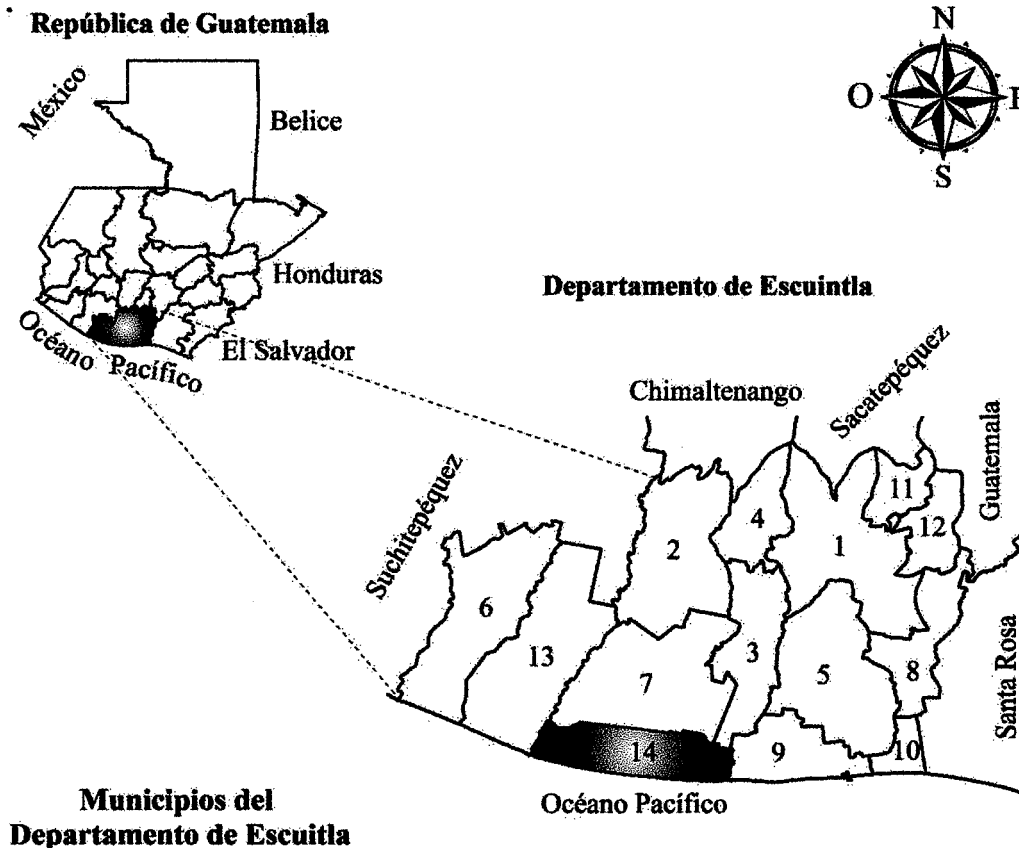 República de Guatemala
México
Belice
Honduras
El Salvador
Océano Pacífico
N
O
E
S
Departamento de Escuintla
Chimaltenango
Sacatepéquez
Guatemala
Suchitepéquez
Santa Rosa
11
4
12
2
1
6
13
3
7
5
8
14
9
10
Océano Pacífico
Municipios del
Departamento de Escuitla